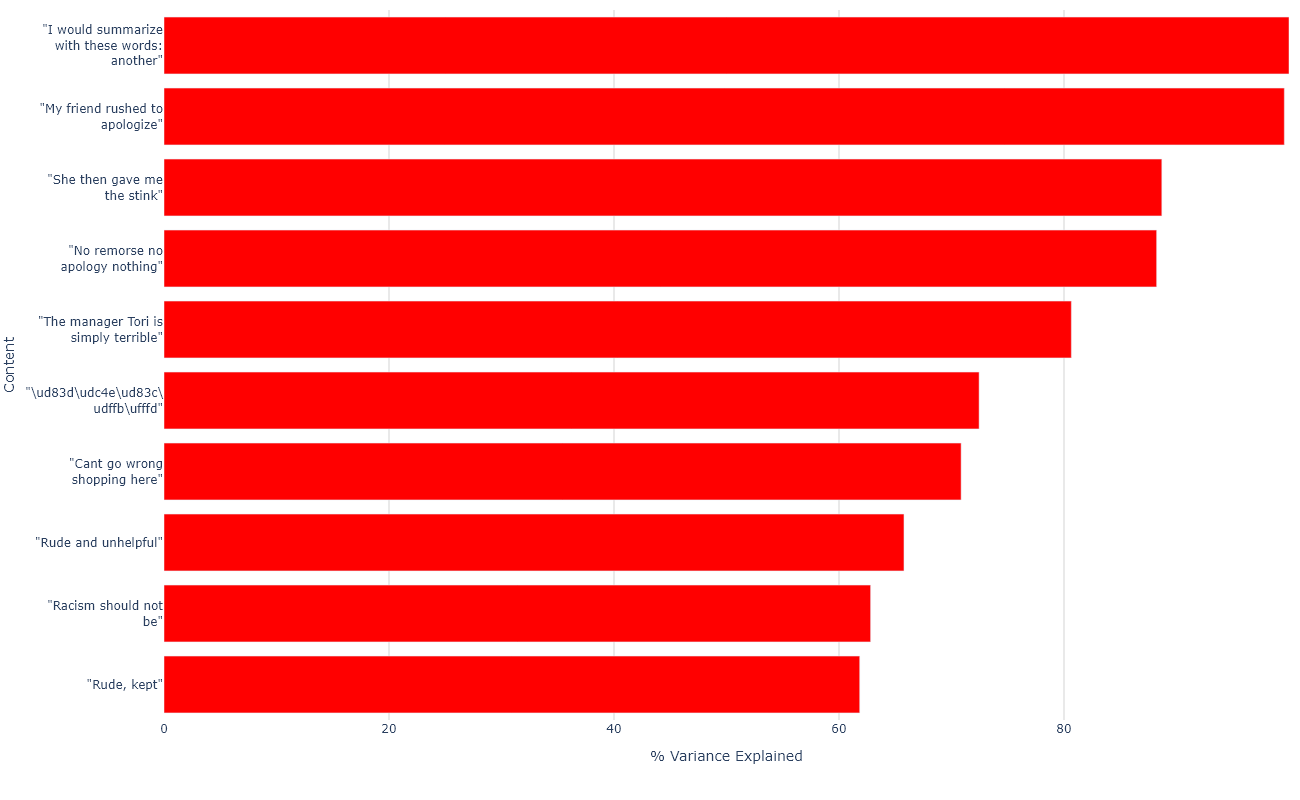 "I would summarize
with these words:
another"
"My friend rushed to
apologize"
"She then gave me
the stink"
"No remorse no
apology nothing"
"The manager Tori is
simply terrible"
"\ud83d\udc4e\ud83c\
udffb\ufffd"
"Cant go wrong
shopping here"
"Rude and unhelpful"
"Racism should not
be"
"Rude, kept"
Content
0 20 40 60 80
% Variance Explained